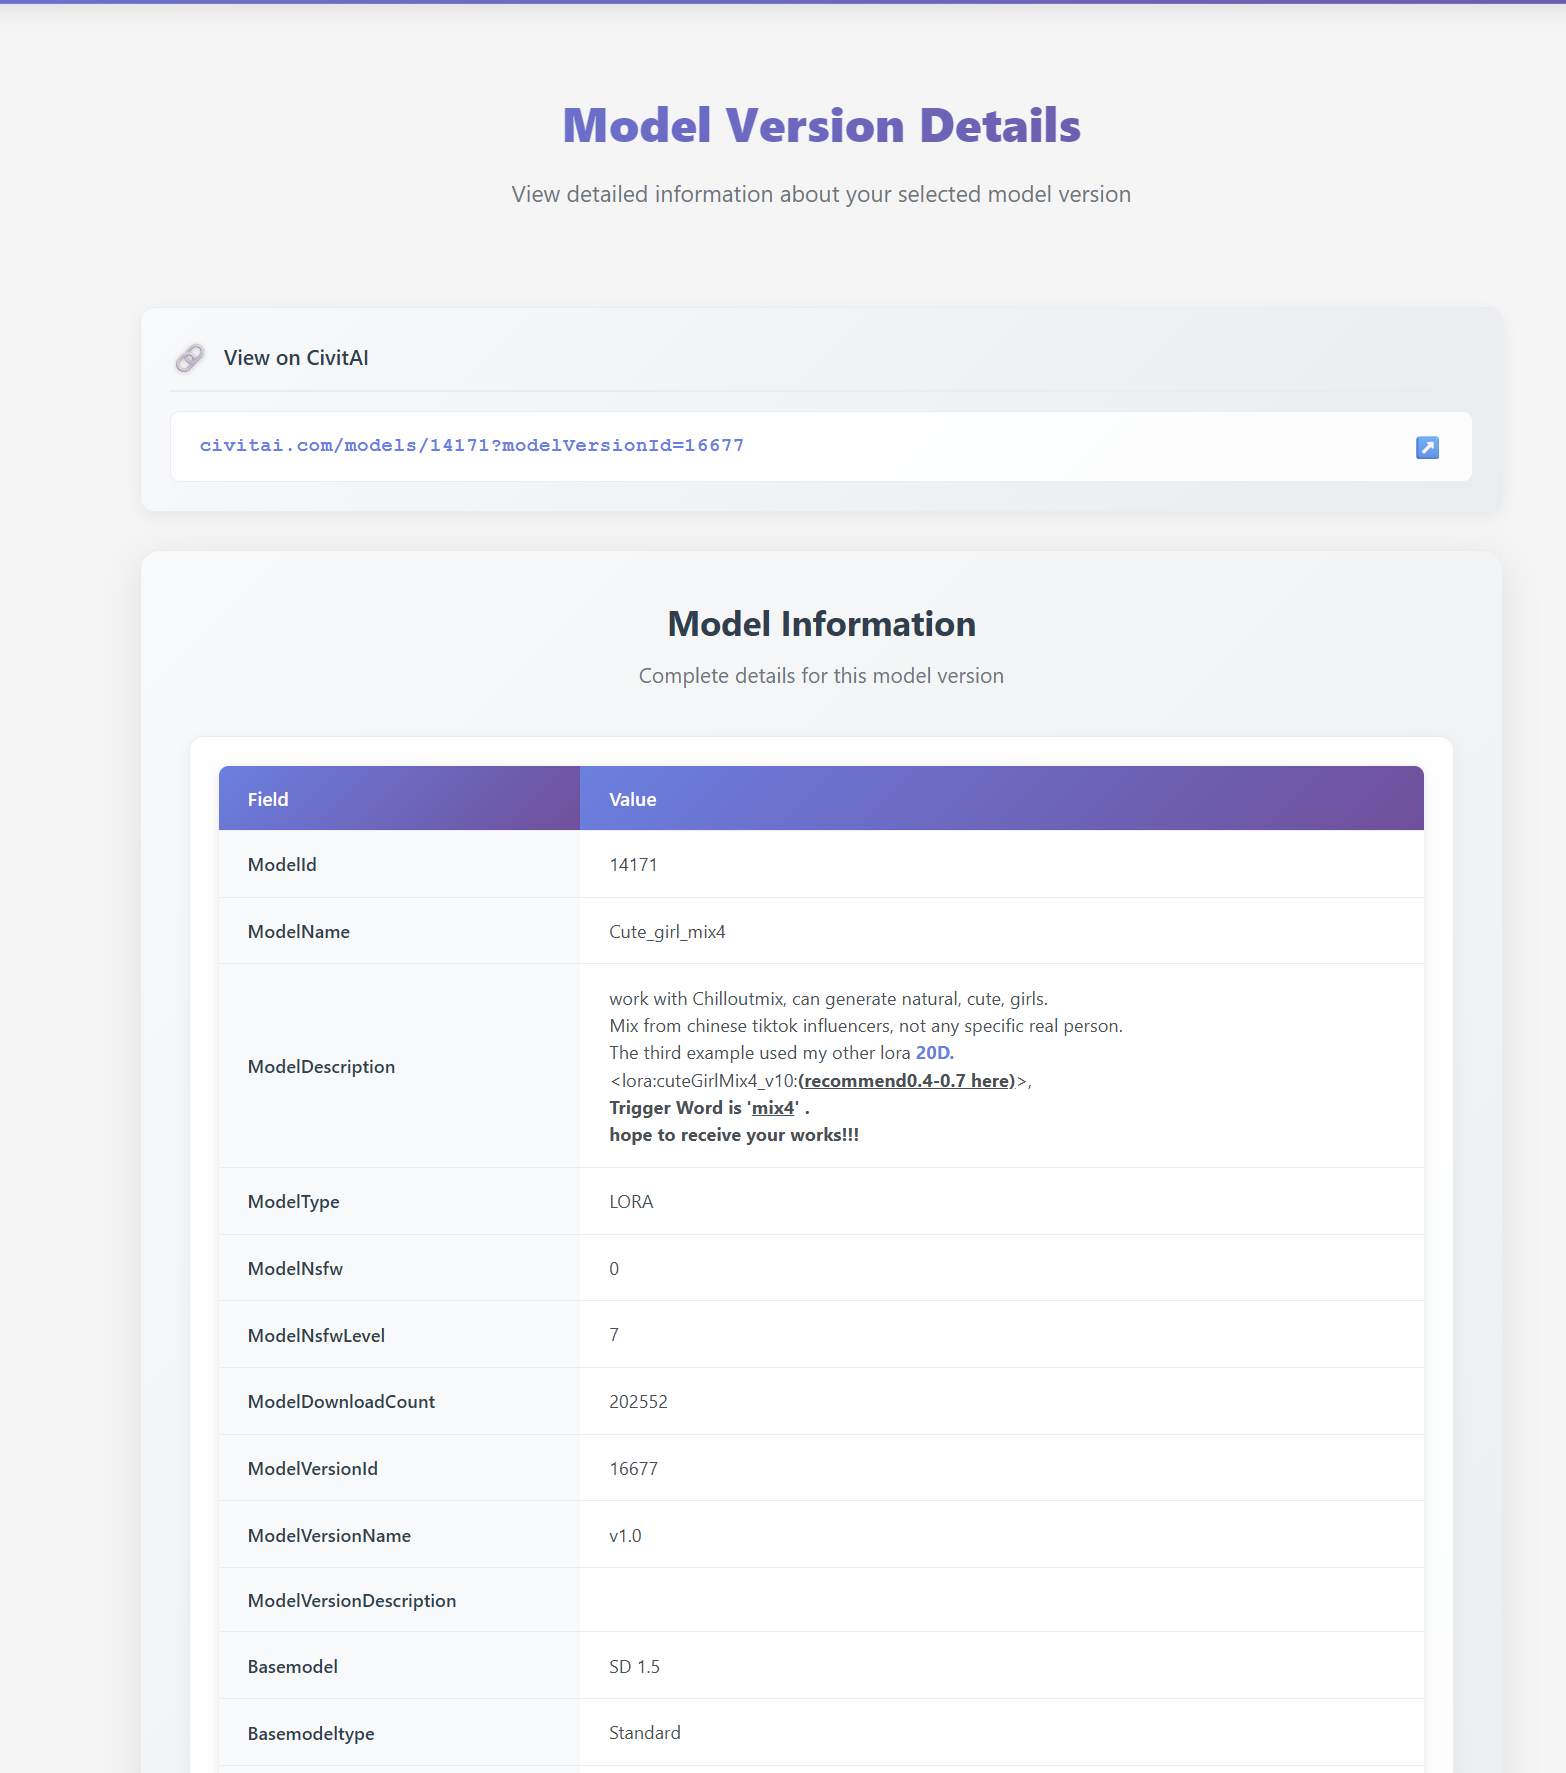 Model Version Details
View detailed information about your selected model version
View on CivitAI
civitai.com/models/14171?modelVersionId=16677
Model Information
Complete details for this model version
Field Value
ModelId 14171
ModelName Cute_girl_mix4
ModelDescription
work with Chilloutmix, can generate natural, cute, girls.
Mix from chinese tiktok influencers, not any specific real person.
The third example used my other lora 20D.
<lora:cuteGirlMix4_v10:(recommend0.4-0.7 here)>,
Trigger Word is 'mix4' .
hope to receive your works!!!
ModelType LORA
ModelNsfw 0
ModelNsfwLevel 7
ModelDownloadCount 202552
ModelVersionId 16677
ModelVersionName v1.0
ModelVersionDescription
Basemodel SD 1.5
Basemodeltype Standard